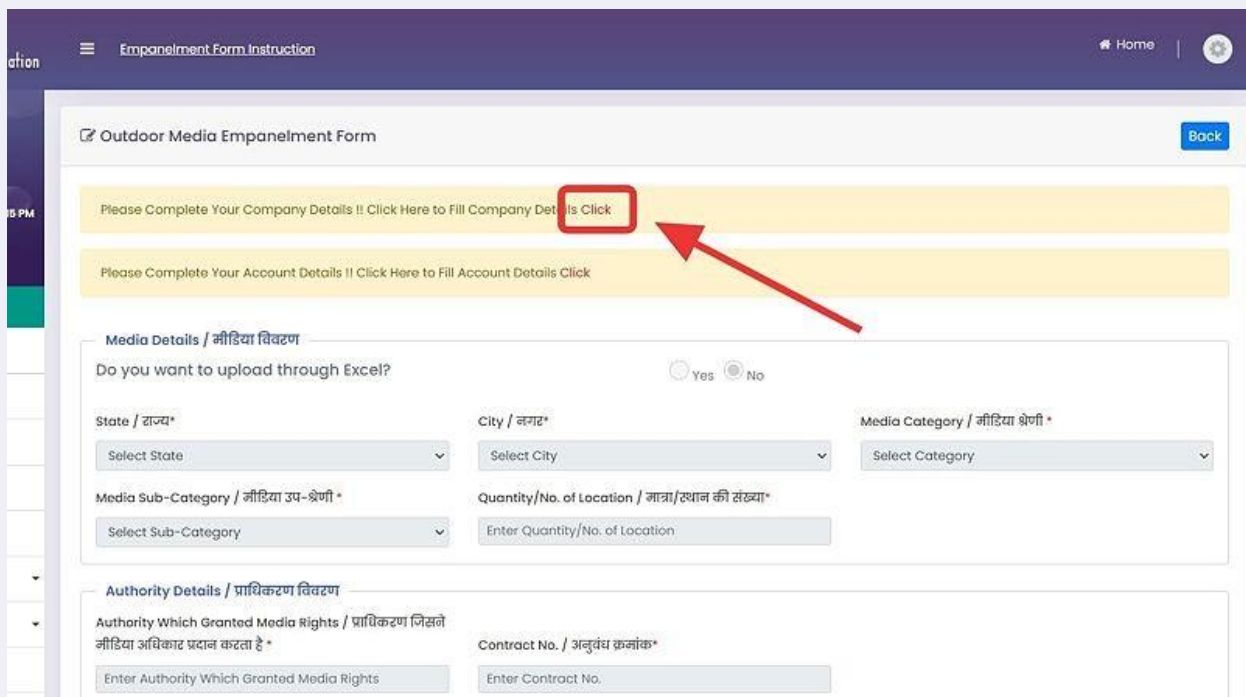 ation
Empanelment Form Instruction
Home
|
Outdoor Media Empanelment Form
Back
15 PM
Please Complete Your Company Details !! Click Here to Fill Company Details Click
Please Complete Your Account Details !! Click Here to Fill Account Details Click
Media Details / मीडिया विवरण
Do you want to upload through Excel?
Yes No
State / राज्य*
City / नगर*
Media Category / मीडिया श्रेणी *
Select State
Select City
Select Category
Media Sub-Category / मीडिया उप-श्रेणी *
Quantity/No. of Location / मात्रा/स्थान की संख्या*
Select Sub-Category
Enter Quantity/No. of Location
Authority Details / प्राधिकरण विवरण
Authority Which Granted Media Rights / प्राधिकरण जिसने
मीडिया अधिकार प्रदान करता है *
Contract No. / अनुबंध क्रमांक*
Enter Authority Which Granted Media Rights
Enter Contract No.